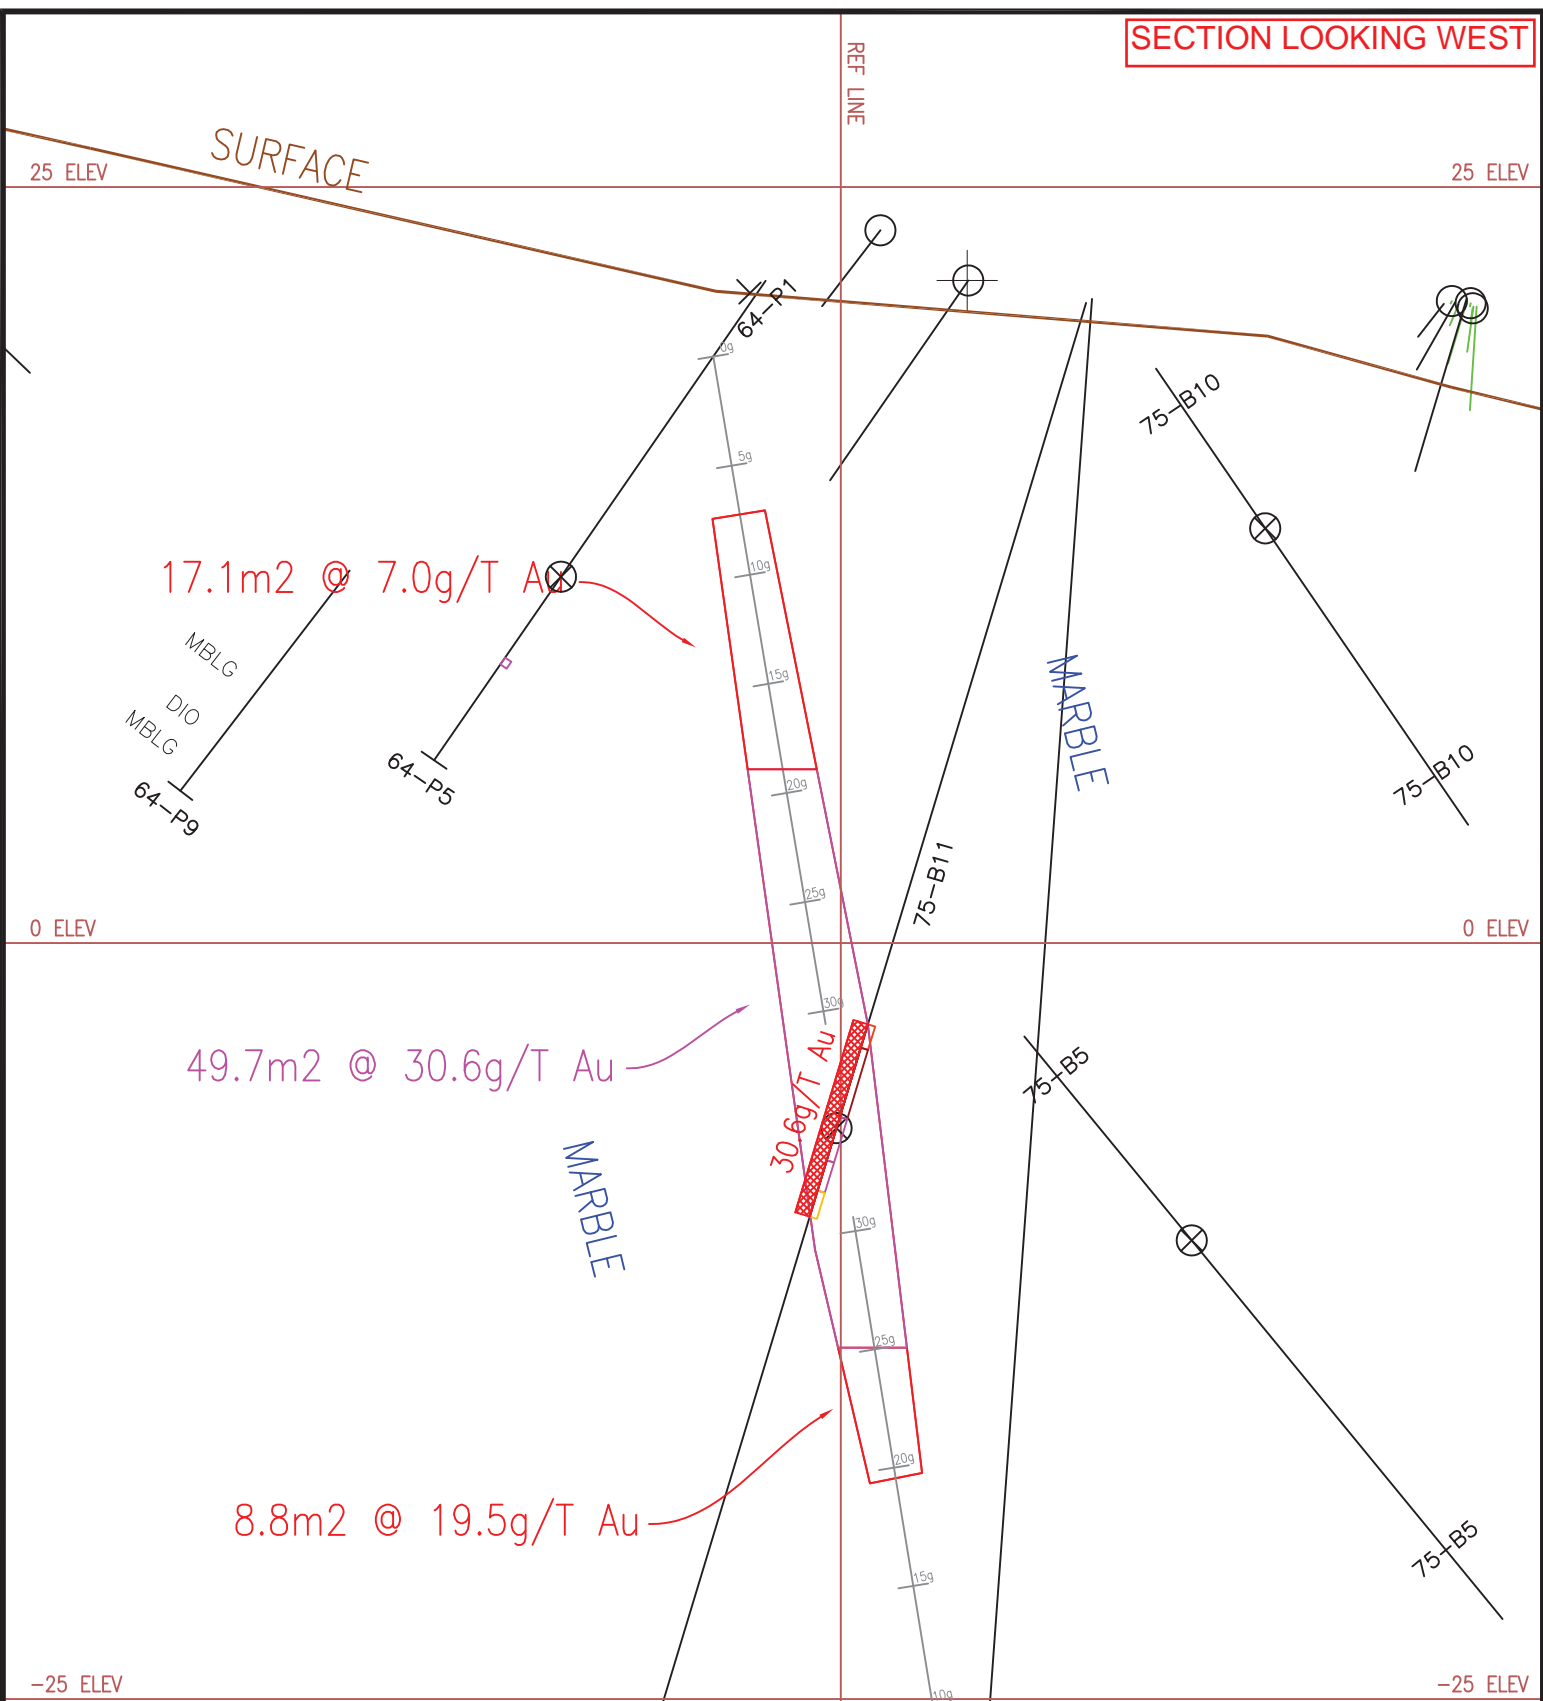 SECTION LOOKING WEST
REF LINE
SURFACE
25 ELEV
25 ELEV
64-P1
0g
75-B10
5g
17.1m2 @ 7.0g/T Au
10g
MBLG
DIO
MBLG
15g
MARBLE
64-P9
64-P5
20g
75-B10
75-B11
25g
0 ELEV
0 ELEV
30g
49.7m2 @ 30.6g/T Au
30.6g/T Au
75-B5
MARBLE
30g
25g
20g
8.8m2 @ 19.5g/T Au
75-B5
15g
-25 ELEV
-25 ELEV
10g